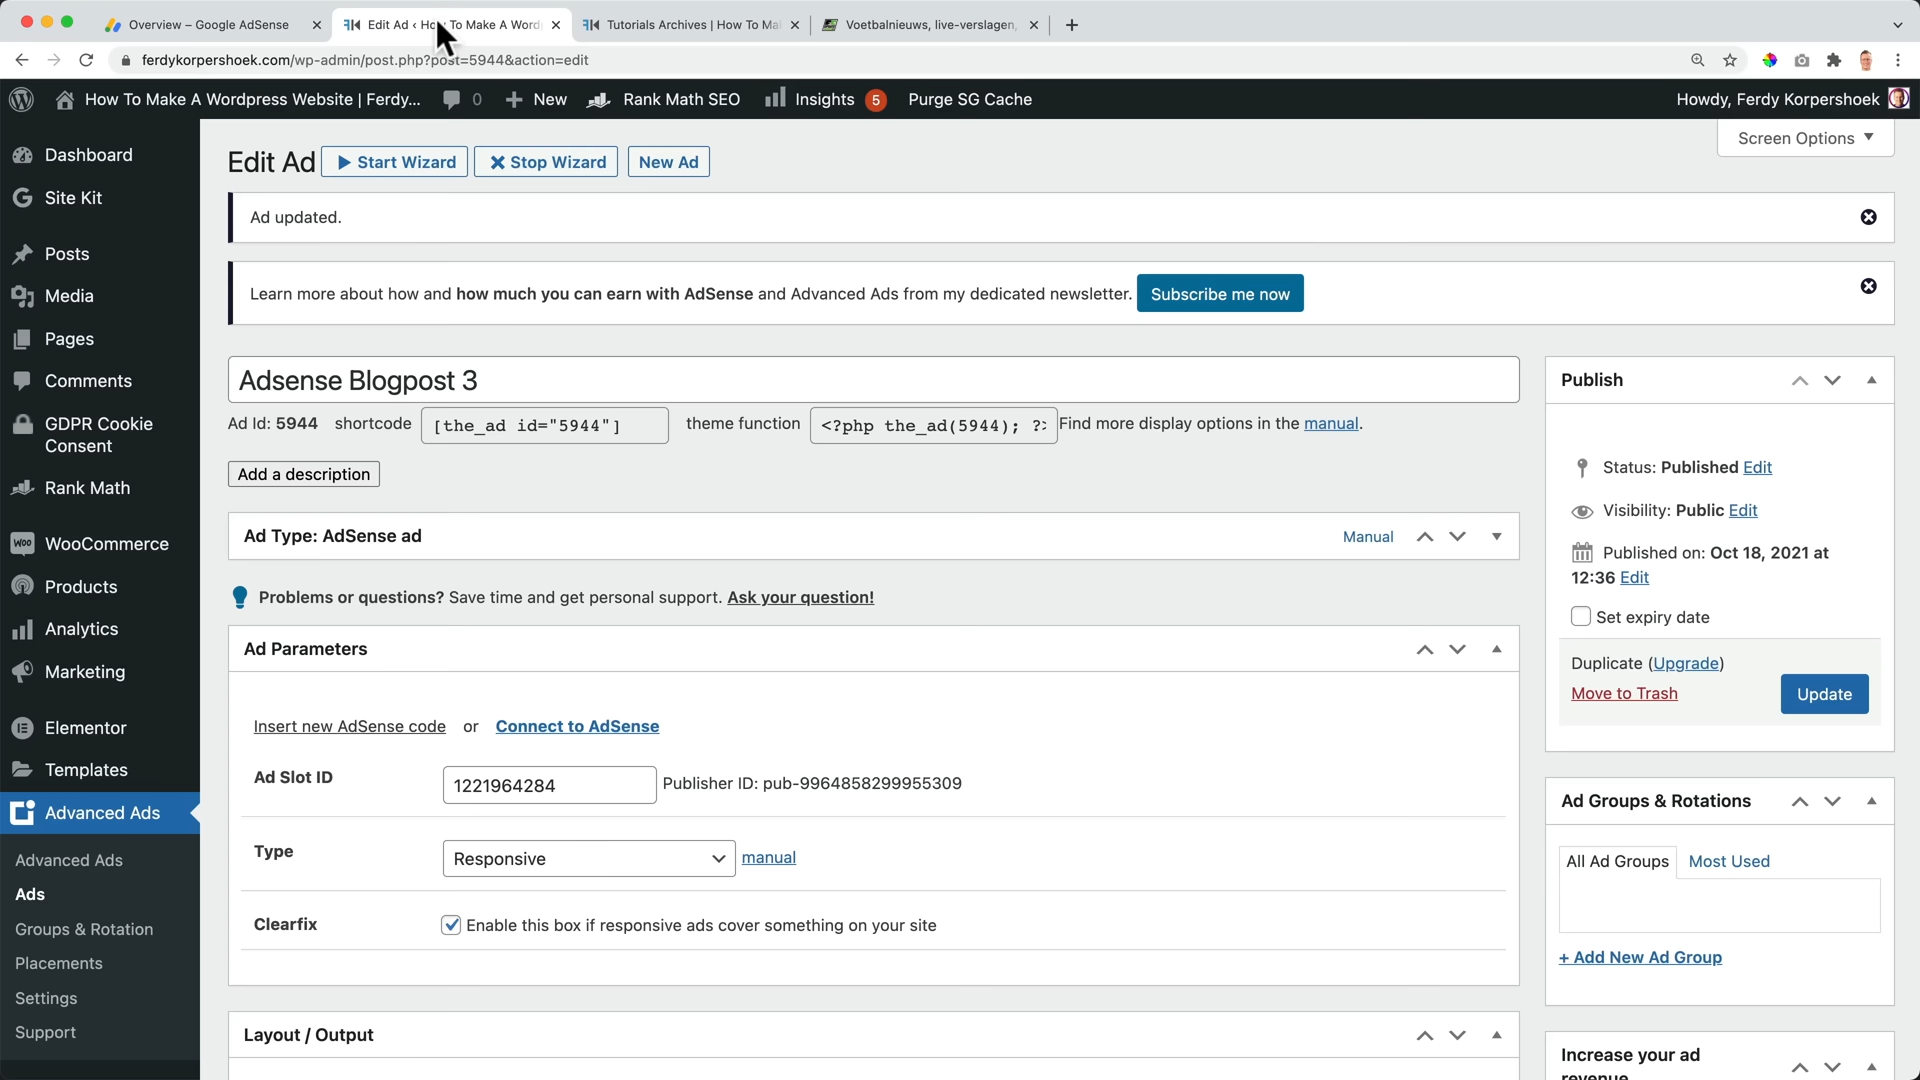 Overview – Google AdSense
Edit Ad ‹ How To Make A Word
Tutorials Archives | How To Ma
Voetbalnieuws, live-verslagen,
ferdykorpershoek.com/wp-admin/post.php?post=5944&action=edit
How To Make A Wordpress Website | Ferdy... 0 New Rank Math SEO Insights 5 Purge SG Cache
Howdy, Ferdy Korpershoek
Screen Options
Dashboard
Site Kit
Posts
Media
Pages
Comments
GDPR Cookie
Consent
Rank Math
Woo WooCommerce
Products
Analytics
Marketing
Elementor
Templates
Advanced Ads
Advanced Ads
Ads
Groups & Rotation
Placements
Settings
Support
Edit Ad Start Wizard Stop Wizard New Ad
Ad updated.
Learn more about how and how much you can earn with AdSense and Advanced Ads from my dedicated newsletter. Subscribe me now
Adsense Blogpost 3
Ad Id: 5944 shortcode [the_ad id="5944"] theme function <?php the_ad(5944); ?> Find more display options in the manual.
Add a description
Ad Type: AdSense ad Manual
Problems or questions? Save time and get personal support. Ask your question!
Ad Parameters
Insert new AdSense code or Connect to AdSense
Ad Slot ID 1221964284 Publisher ID: pub-9964858299955309
Type Responsive manual
Clearfix Enable this box if responsive ads cover something on your site
Layout / Output
Publish
Status: Published Edit
Visibility: Public Edit
Published on: Oct 18, 2021 at
12:36 Edit
Set expiry date
Duplicate (Upgrade)
Move to Trash Update
Ad Groups & Rotations
All Ad Groups Most Used
+ Add New Ad Group
Increase your ad
revenue